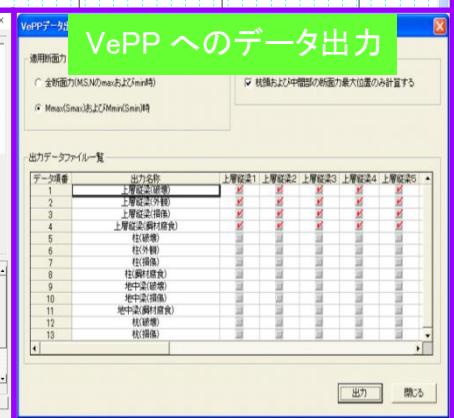 VePPデータ出
VePP へのデータ出力
適用断面力
全断面力(M,S,Nのmaxおよびmin時)
杭頭および中間部の断面力最大位置のみ計算する
Mmax(Smax)およびMmin(Smin)時
出力データファイル一覧
データ項番 出力名称 上層縦梁1 上層縦梁2 上層縦梁3 上層縦梁4 上層縦梁5
1 上層縦梁(破壊)
2 上層縦梁(外観)
3 上層縦梁(損傷)
4 上層縦梁(鋼材腐食)
5 柱(破壊)
6 柱(外観)
7 柱(損傷)
8 柱(鋼材腐食)
9 地中梁(破壊)
10 地中梁(損傷)
11 地中梁(鋼材腐食)
12 杭(破壊)
13 杭(損傷)
出力 閉じる